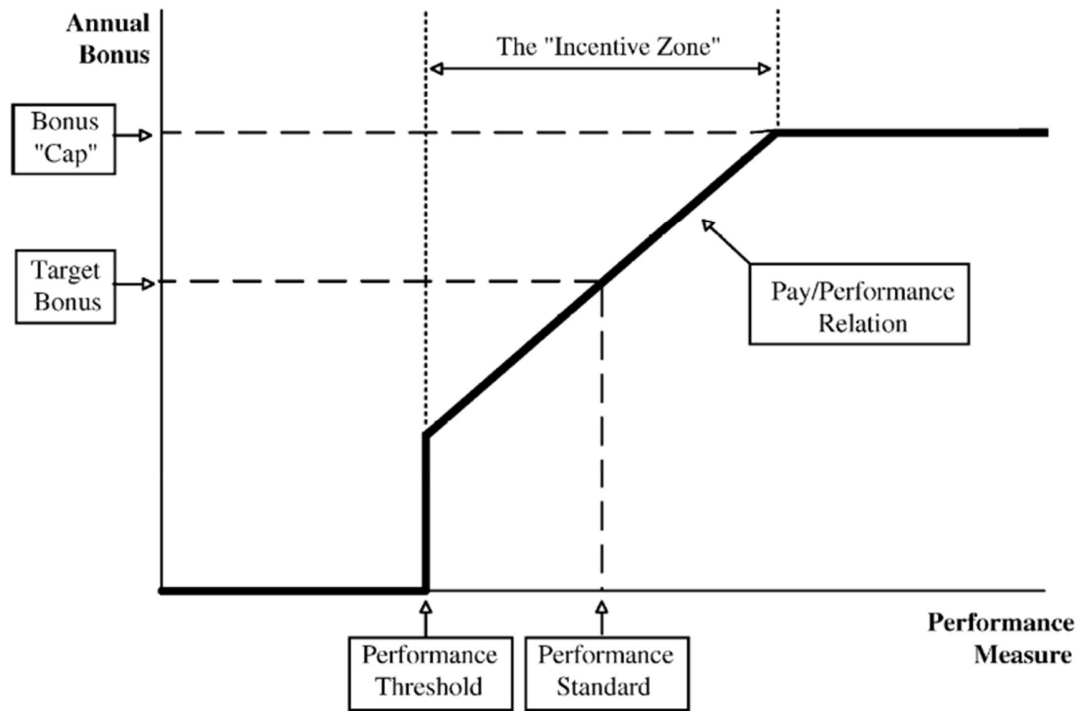 Annual
Bonus
The "Incentive Zone"
Bonus
"Cap"
Target
Bonus
Pay/Performance
Relation
Performance
Threshold
Performance
Standard
Performance
Measure